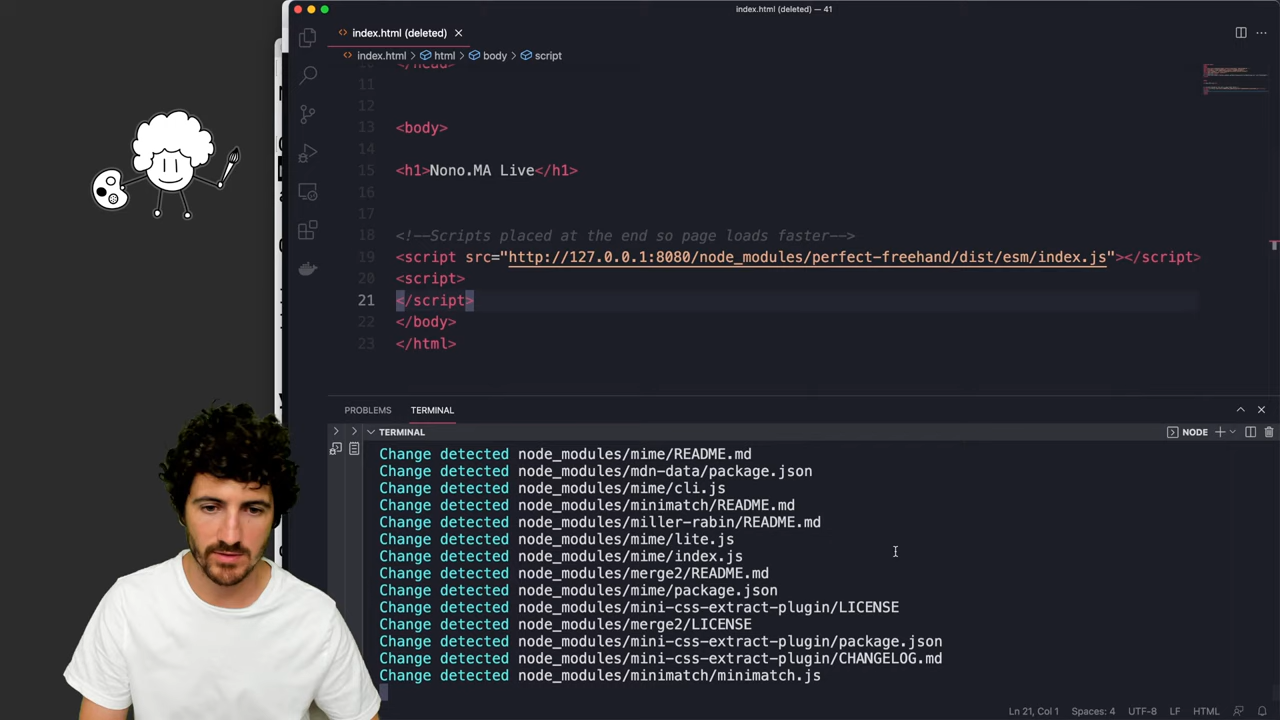 index.html (deleted) — 41
index.html (deleted)
index.html > html > body > script
</head>
11
12
13 <body>
14
15 <h1>Nono.MA Live</h1>
16
17
18 <!--Scripts placed at the end so page loads faster-->
19 <script src="http://127.0.0.1:8080/node_modules/perfect-freehand/dist/esm/index.js"></script>
20 <script>
21 </script>
22 </body>
23 </html>
PROBLEMS TERMINAL
TERMINAL NODE
Change detected node_modules/mime/README.md
Change detected node_modules/mdn-data/package.json
Change detected node_modules/mime/cli.js
Change detected node_modules/minimatch/README.md
Change detected node_modules/miller-rabin/README.md
Change detected node_modules/mime/lite.js
Change detected node_modules/mime/index.js
Change detected node_modules/merge2/README.md
Change detected node_modules/mime/package.json
Change detected node_modules/mini-css-extract-plugin/LICENSE
Change detected node_modules/merge2/LICENSE
Change detected node_modules/mini-css-extract-plugin/package.json
Change detected node_modules/mini-css-extract-plugin/CHANGELOG.md
Change detected node_modules/minimatch/minimatch.js
Ln 21, Col 1 Spaces: 4 UTF-8 LF HTML